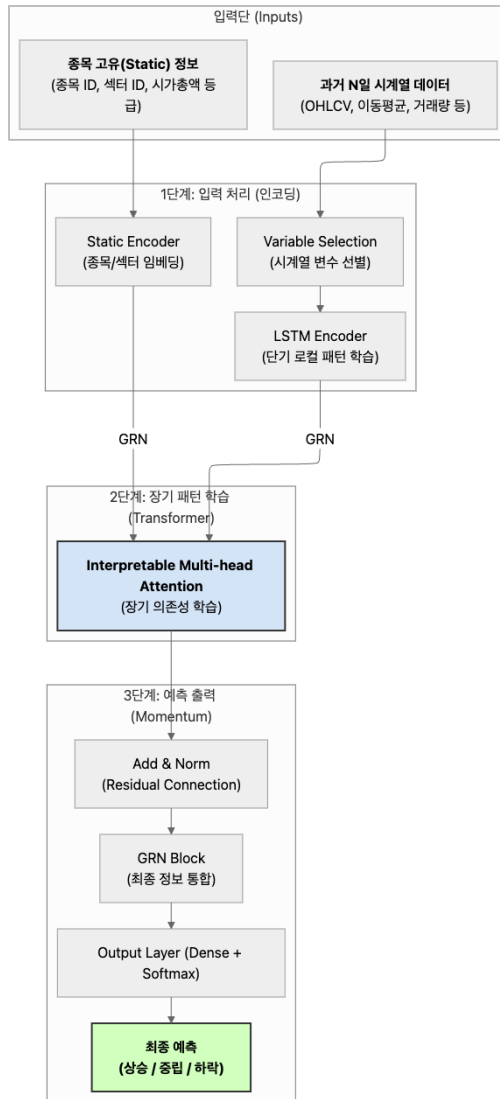 입력단 (Inputs)
종목 고유(Static) 정보
(종목 ID, 섹터 ID, 시가총액 등
급)
과거 N일 시계열 데이터
(OHLCV, 이동평균, 거래량 등)
1단계: 입력 처리 (인코딩)
Static Encoder
(종목/섹터 임베딩)
Variable Selection
(시계열 변수 선별)
LSTM Encoder
(단기 로컬 패턴 학습)
GRN
GRN
2단계: 장기 패턴 학습
(Transformer)
Interpretable Multi-head
Attention
(장기 의존성 학습)
3단계: 예측 출력
(Momentum)
Add & Norm
(Residual Connection)
GRN Block
(최종 정보 통합)
Output Layer (Dense +
Softmax)
최종 예측
(상승 / 중립 / 하락)